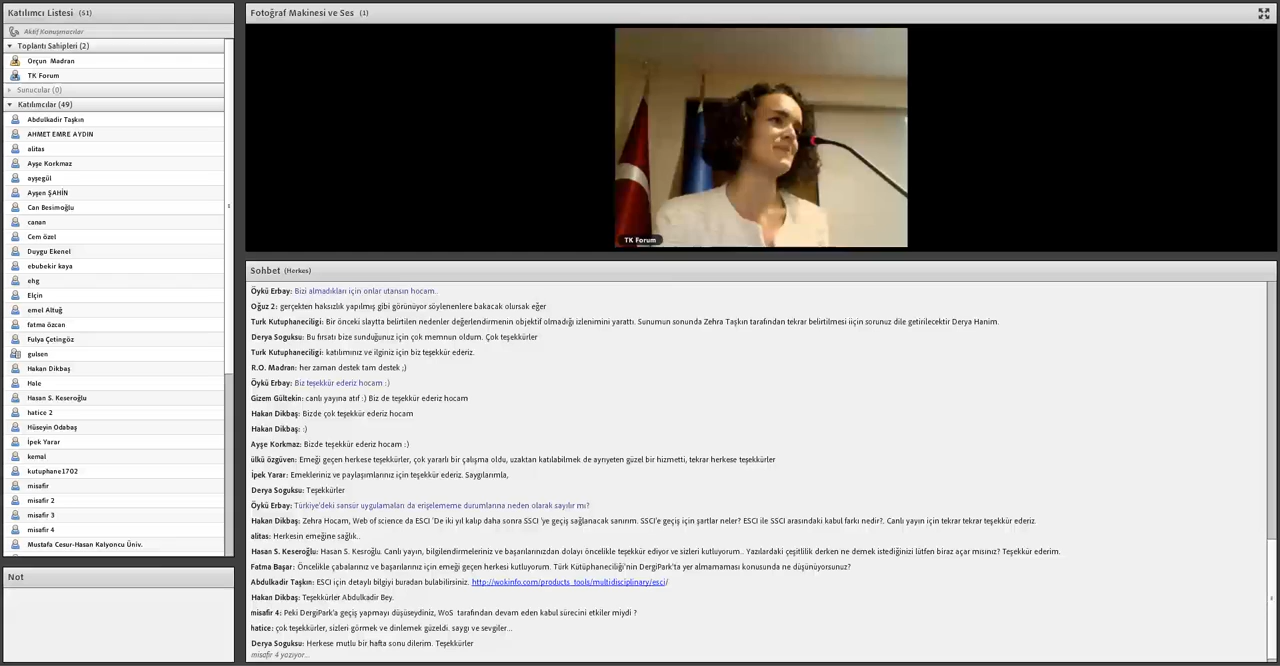 Katılımcı Listesi (51)
Aktif Konuşmacılar
Toplantı Sahipleri (2)
Orçun Madran
TK Forum
Sunucular (0)
Katılımcılar (49)
Abdulkadir Taşkın
AHMET EMRE AYDIN
alitas
Ayşe Korkmaz
ayşegül
Ayşen ŞAHİN
Can Besimoğlu
canan
Cem özel
Duygu Ekenel
ebubekir kaya
ehg
Elçin
emel Altuğ
fatma özcan
Fulya Çetingöz
gulsen
Hakan Dikbaş
Hale
Hasan S. Keseroğlu
hatice 2
Hüseyin Odabaş
İpek Yarar
kemal
kutuphane1702
misafir
misafir 2
misafir 3
misafir 4
Mustafa Cesur-Hasan Kalyoncu Üniv.
Not
Fotoğraf Makinesi ve Ses (1)
TK Forum
Sohbet (Herkes)
Öykü Erbay: Bizi almadıkları için onlar utansın hocam..
Oğuz 2: gerçekten haksızlık yapılmış gibi görünüyor söylenenlere bakacak olursak eğer
Turk Kutuphaneciligi: Bir önceki slaytta belirtilen nedenler değerlendirmenin objektif olmadığı izlenimini yarattı. Sunumun sonunda Zehra Taşkın tarafından tekrar belirtilmesi iiçin sorunuz dile getirilecektir Derya Hanim.
Derya Soguksu: Bu fırsatı bize sunduğunuz için çok memnun oldum. Çok teşekkürler
Turk Kutuphaneciligi: katılımınız ve ilginiz için biz teşekkür ederiz.
R.O. Madran: her zaman destek tam destek ;)
Öykü Erbay: Biz teşekkür ederiz hocam :)
Gizem Gültekin: canlı yayına atıf :) Biz de teşekkür ederiz hocam
Hakan Dikbaş: Bizde çok teşekkür ederiz hocam
Hakan Dikbaş: :)
Ayşe Korkmaz: Bizde teşekkür ederiz hocam :)
ülkü özgüven: Emeği geçen herkese teşekkürler, çok yararlı bir çalışma oldu, uzaktan katılabilmek de ayrıyeten güzel bir hizmetti, tekrar herkese teşekkürler
İpek Yarar: Emekleriniz ve paylaşımlarınız için teşekkür ederiz. Saygılarımla,
Derya Soguksu: Teşekkürler
Öykü Erbay: Türkiye'deki sansür uygulamaları da erişelememe durumlarına neden olarak sayılır mı?
Hakan Dikbaş: Zehra Hocam, Web of science da ESCI 'De iki yıl kalıp daha sonra SSCI 'ye geçiş sağlanacak sanırım. SSCI'e geçiş için şartlar neler? ESCI ile SSCI arasındaki kabul farkı nedir?. Canlı yayın için tekrar tekrar teşekkür ederiz.
alitas: Herkesin emeğine sağlık..
Hasan S. Keseroğlu: Hasan S. Kesroğlu. Canlı yayın, bilgilendirmeleriniz ve başarılarınızdan dolayı öncelikle teşekkür ediyor ve sizleri kutluyorum.. Yazılardaki çeşitlilik derken ne demek istediğinizi lütfen biraz açar mısınız? Teşekkür ederim.
Fatma Başar: Öncelikle çabalarınız ve başarılarınız için emeği geçen herkesi kutluyorum. Türk Kütüphaneciliği'nin DergiPark'ta yer almamaması konusunda ne düşünüyorsunuz?
Abdulkadir Taşkın: ESCI için detaylı bilgiyi buradan bulabilirsiniz. http://wokinfo.com/products_tools/multidisciplinary/esci/
Hakan Dikbaş: Teşekkürler Abdulkadir Bey.
misafir 4: Peki DergiPark'a geçiş yapmayı düşüseydiniz, WoS tarafından devam eden kabul sürecini etkiler miydi ?
hatice: çok teşekkürler, sizleri görmek ve dinlemek güzeldi. saygı ve sevgiler...
Derya Soguksu: Herkese mutlu bir hafta sonu dilerim. Teşekkürler
misafir 4 yazıyor...